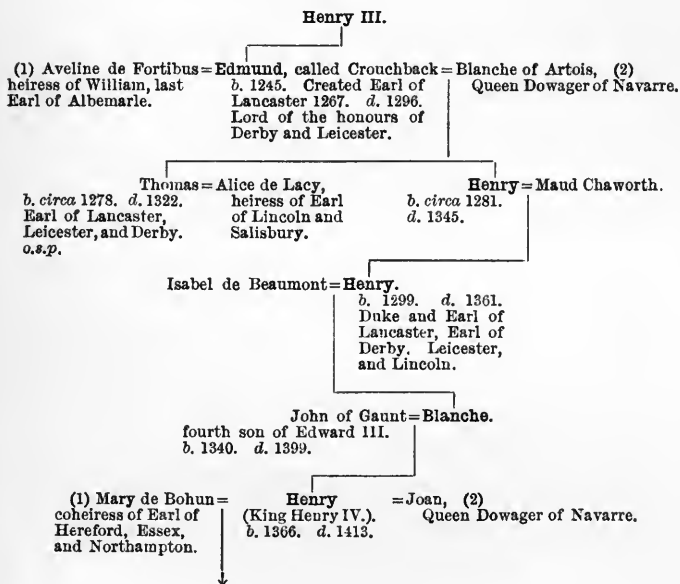 Henry III.
(1) Aveline de Fortibus = Edmund, called Crouchback = Blanche of Artois, (2)
heiress of William, last b. 1245. Created Earl of Queen Dowager of Navarre.
Earl of Albemarle. Lancaster 1267. d. 1296.
Lord of the honours of
Derby and Leicester.
Thomas = Alice de Lacy, Henry = Maud Chaworth.
b. circa 1278. d. 1322. heiress of Earl b. circa 1281.
Earl of Lancaster, of Lincoln and d. 1345.
Leicester, and Derby. Salisbury.
o.s.p.
Isabel de Beaumont = Henry.
b. 1299. d. 1361.
Duke and Earl of
Lancaster, Earl of
Derby. Leicester,
and Lincoln.
John of Gaunt = Blanche.
fourth son of Edward III.
b. 1340. d. 1399.
(1) Mary de Bohun = Henry = Joan, (2)
coheiress of Earl of (King Henry IV.). Queen Dowager of Navarre.
Hereford, Essex, b. 1366. d. 1413.
and Northampton.